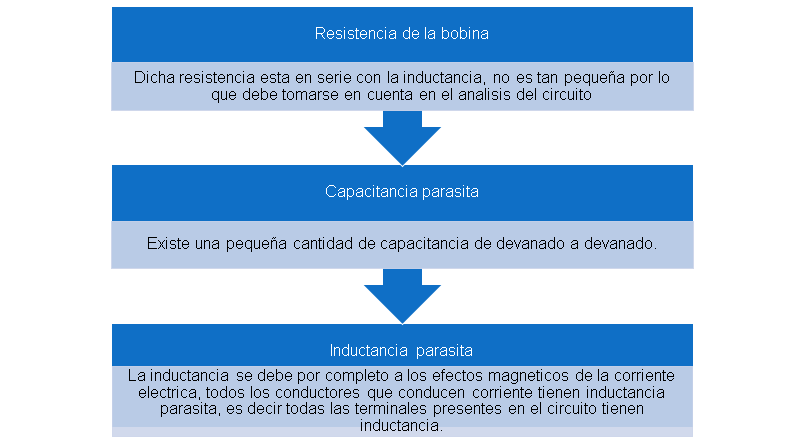 Resistencia de la bobina
Dicha resistencia esta en serie con la inductancia, no es tan pequeña por lo
que debe tomarse en cuenta en el analisis del circuito
Capacitancia parasita
Existe una pequeña cantidad de capacitancia de devanado a devanado.
Inductancia parasita
La inductancia se debe por completo a los efectos magneticos de la corriente
electrica, todos los conductores que conducen corriente tienen inductancia
parasita, es decir todas las terminales presentes en el circuito tienen
inductancia.